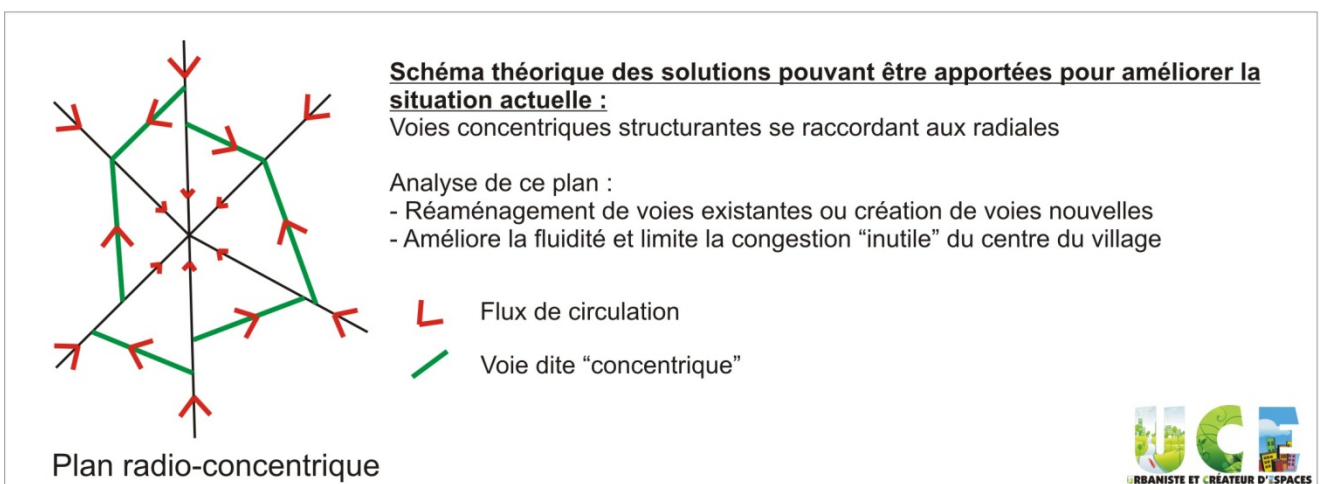 Schéma théorique des solutions pouvant être apportées pour améliorer la
situation actuelle :
Voies concentriques structurantes se raccordant aux radiales
Analyse de ce plan :
- Réaménagement de voies existantes ou création de voies nouvelles
- Améliore la fluidité et limite la congestion “inutile” du centre du village
Flux de circulation
Voie dite “concentrique”
Plan radio-concentrique
UCE
URBANISTE ET CRÉATEUR D'ESPACES